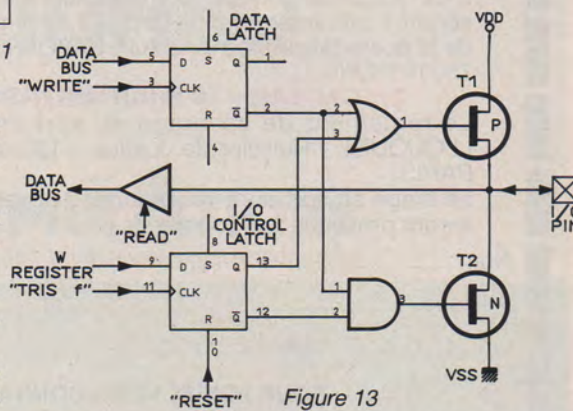 1
DATA
LATCH
VDD
6
DATA
BUS
5
D
S
Q
1
"WRITE"
3
CLK
T1
R
Q̅
2
2
3
1
P
4
DATA
BUS
I/O
CONTROL
LATCH
I/O
PIN
"READ"
8
W
REGISTER
9
D
S
Q
13
"TRIS f"
11
CLK
T2
1
2
3
N
R
Q̅
12
1
0
VSS
"RESET"
Figure 13